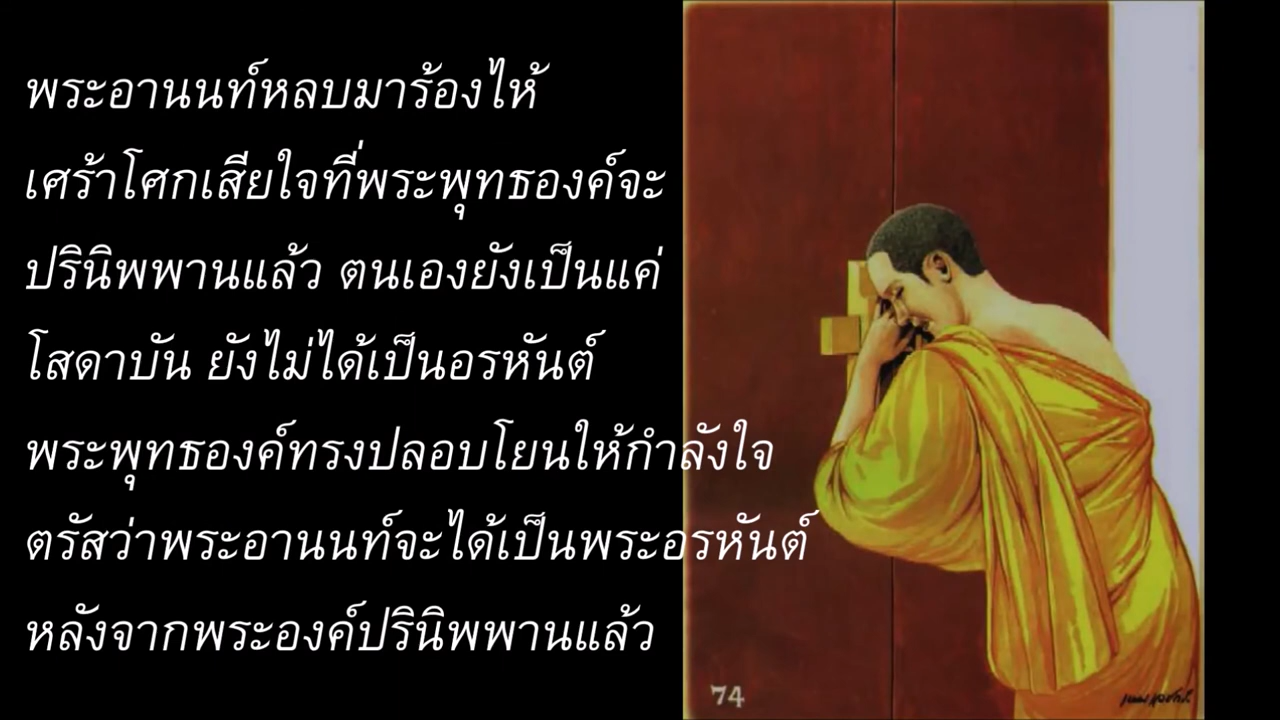 พระอานนท์หลบมาร้องไห้
เศร้าโศกเสียใจที่พระพุทธองค์จะ
ปรินิพพานแล้ว ตนเองยังเป็นแค่
โสดาบัน ยังไม่ได้เป็นอรหันต์
พระพุทธองค์ทรงปลอบโยนให้กำลังใจ
ตรัสว่าพระอานนท์จะได้เป็นพระอรหันต์
หลังจากพระองค์ปรินิพพานแล้ว
74